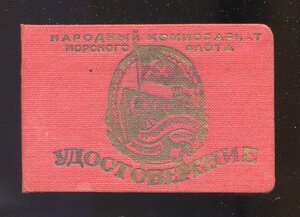 НАРОДНЫЙ КОМИССАРИАТ
МОРСКОГО ФЛОТА
УДОСТОВЕРЕНИЕ